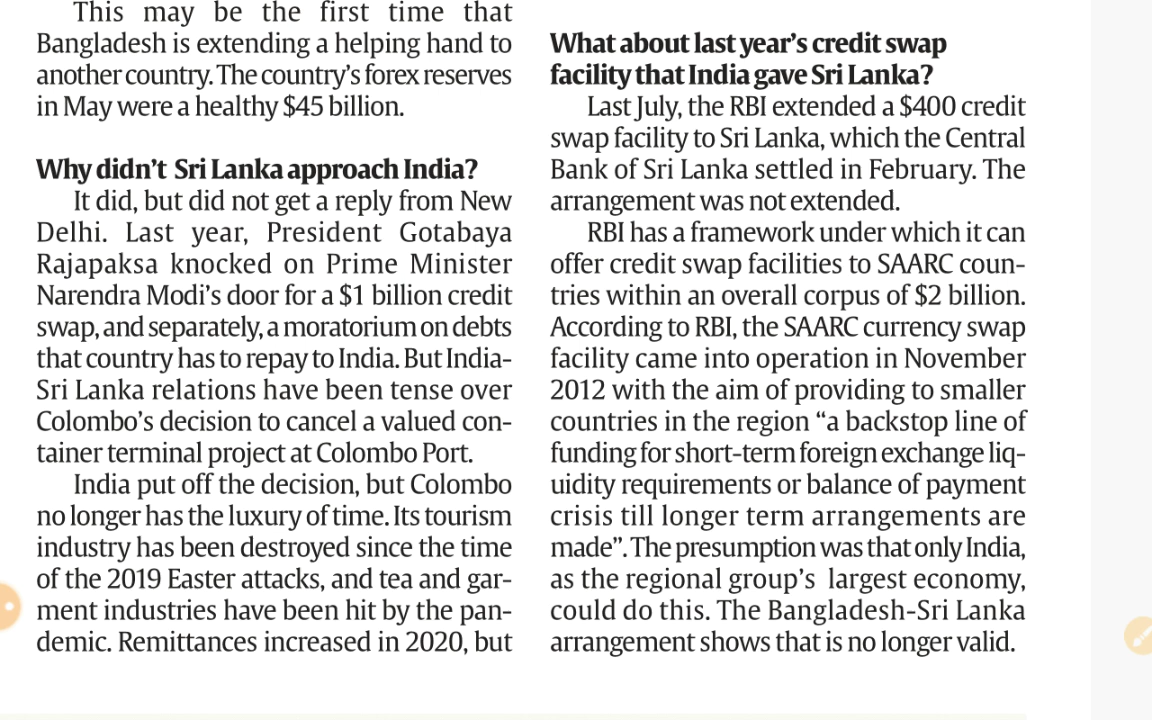 This may be the first time that
Bangladesh is extending a helping hand to
another country. The country’s forex reserves
in May were a healthy $45 billion.
Why didn’t Sri Lanka approach India?
It did, but did not get a reply from New
Delhi. Last year, President Gotabaya
Rajapaksa knocked on Prime Minister
Narendra Modi’s door for a $1 billion credit
swap, and separately, a moratorium on debts
that country has to repay to India. But India-
Sri Lanka relations have been tense over
Colombo’s decision to cancel a valued con-
tainer terminal project at Colombo Port.
India put off the decision, but Colombo
no longer has the luxury of time. Its tourism
industry has been destroyed since the time
of the 2019 Easter attacks, and tea and gar-
ment industries have been hit by the pan-
demic. Remittances increased in 2020, but
What about last year’s credit swap
facility that India gave Sri Lanka?
Last July, the RBI extended a $400 credit
swap facility to Sri Lanka, which the Central
Bank of Sri Lanka settled in February. The
arrangement was not extended.
RBI has a framework under which it can
offer credit swap facilities to SAARC coun-
tries within an overall corpus of $2 billion.
According to RBI, the SAARC currency swap
facility came into operation in November
2012 with the aim of providing to smaller
countries in the region “a backstop line of
funding for short-term foreign exchange liq-
uidity requirements or balance of payment
crisis till longer term arrangements are
made”. The presumption was that only India,
as the regional group’s largest economy,
could do this. The Bangladesh-Sri Lanka
arrangement shows that is no longer valid.